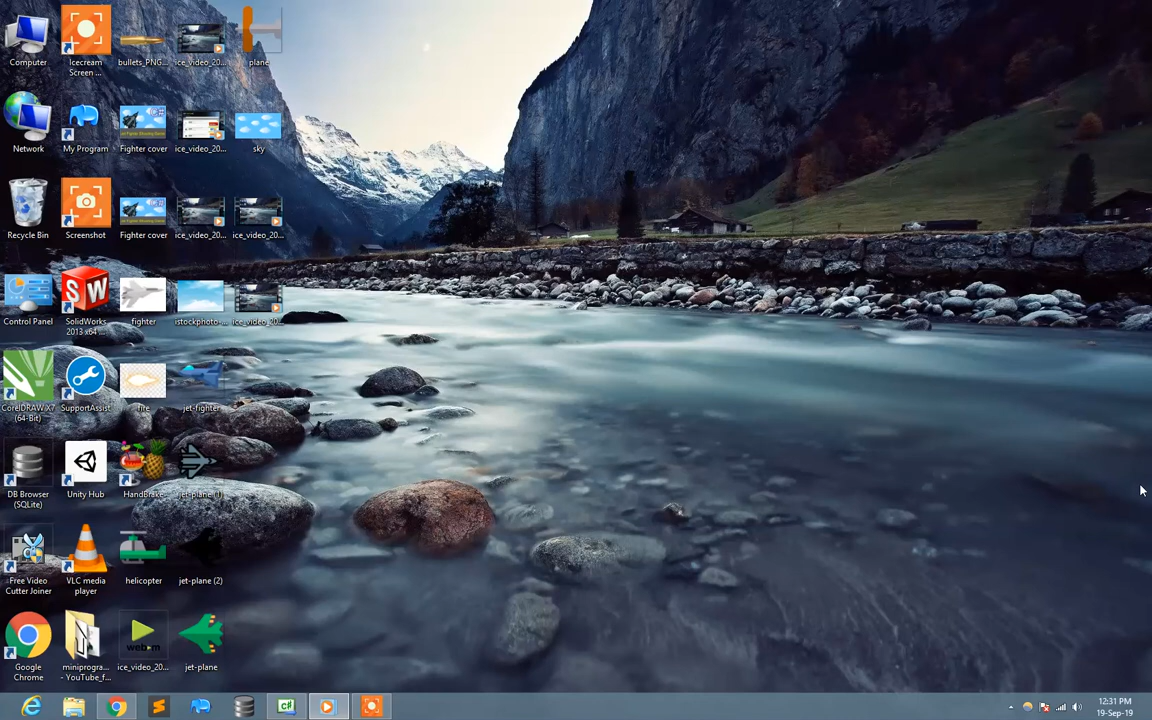 Computer
Icecream
Screen ...
bullets_PNG...
ice_video_20...
plane
Network
My Program
Fighter cover
ice_video_20...
sky
Recycle Bin
Screenshot
Fighter cover
ice_video_20...
ice_video_20...
Control Panel
SolidWorks
2013 x64 ...
fighter
istockphoto-...
ice_video_20...
CorelDRAW X7
(64-Bit)
SupportAssist
fire
jet-fighter
DB Browser
(SQLite)
Unity Hub
HandBrake
jet-plane (1)
Free Video
Cutter Joiner
VLC media
player
helicopter
jet-plane (2)
Google
Chrome
miniprogra...
- YouTube_f...
webm
ice_video_20...
jet-plane
12:31 PM
19-Sep-19